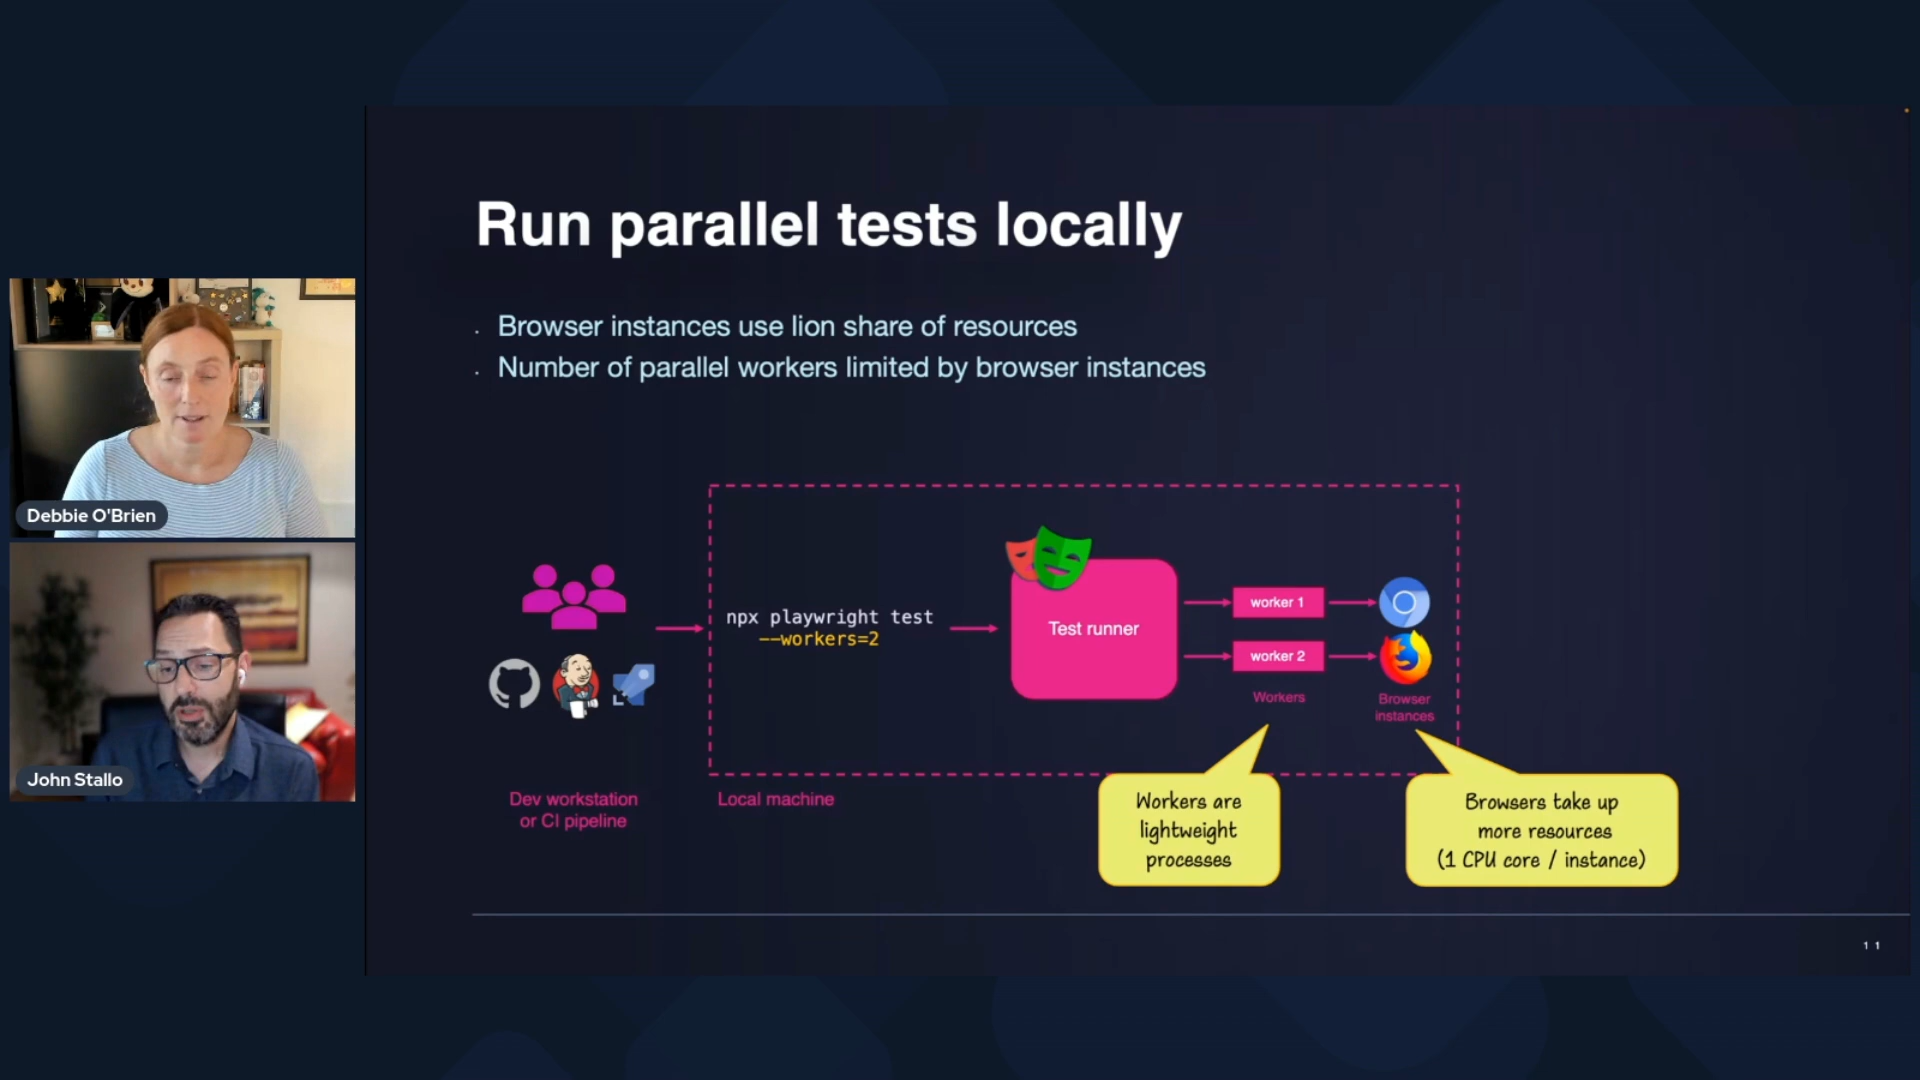 Run parallel tests locally
· Browser instances use lion share of resources
· Number of parallel workers limited by browser instances
Debbie O'Brien
John Stallo
npx playwright test
--workers=2
Test runner
worker 1
worker 2
Workers
Browser
instances
Dev workstation
or CI pipeline
Local machine
Workers are
lightweight
processes
Browsers take up
more resources
(1 CPU core / instance)
11